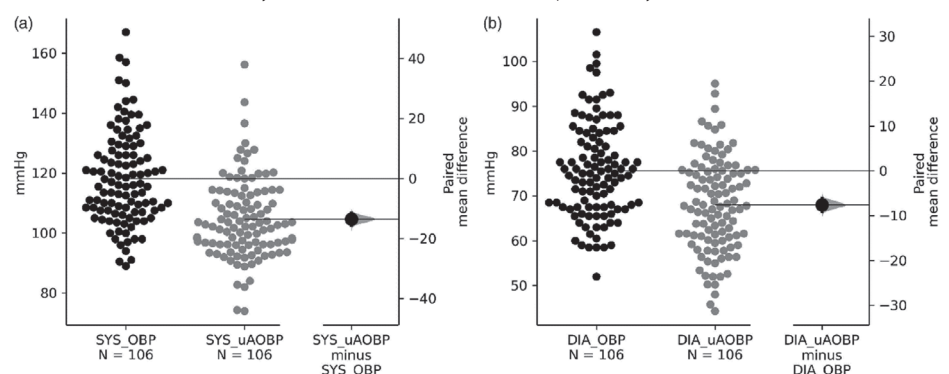 (a)
mmHg
160
140
120
100
80
40
20
0
−20
−40
Paired
mean difference
SYS_OBP
N = 106
SYS_uAOBP
N = 106
SYS_uAOBP
minus
SYS_OBP
(b)
mmHg
100
90
80
70
60
50
30
20
10
0
−10
−20
−30
Paired
mean difference
DIA_OBP
N = 106
DIA_uAOBP
N = 106
DIA_uAOBP
minus
DIA_OBP